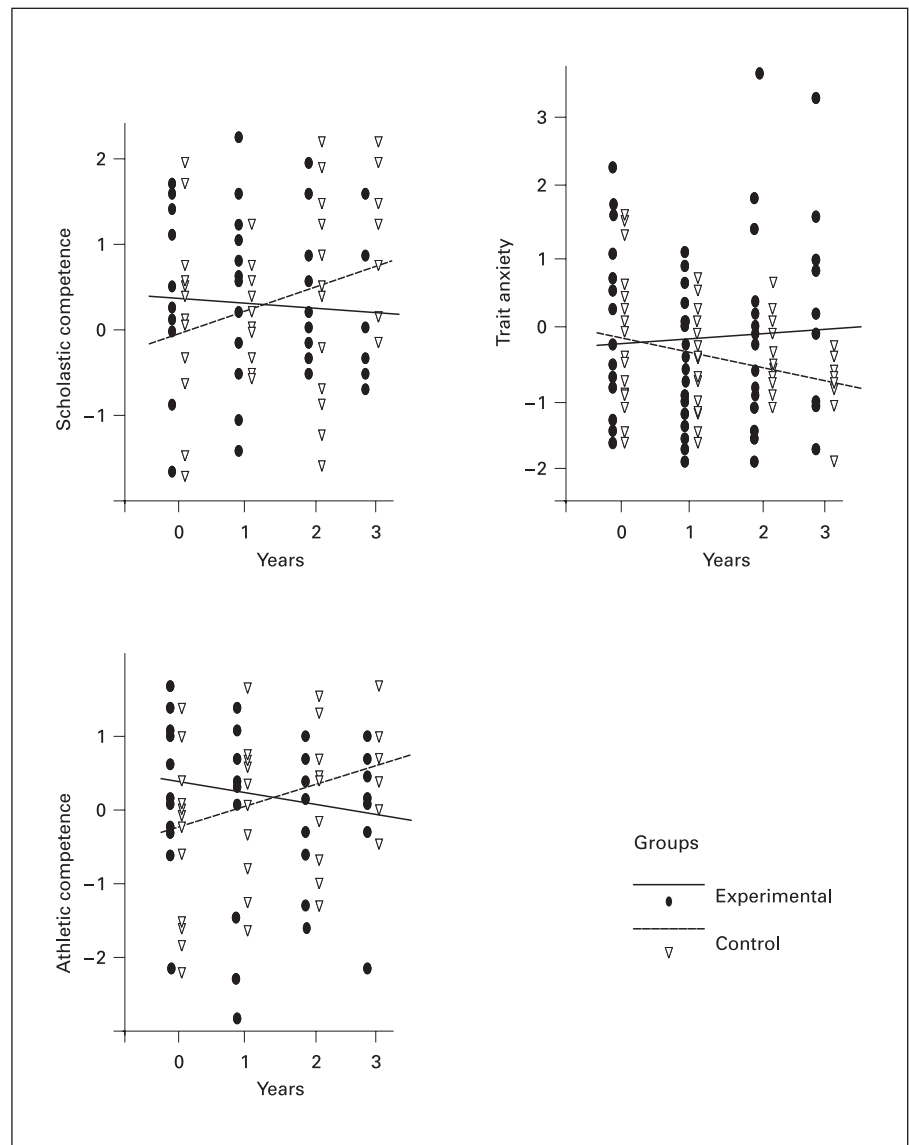 Scholastic competence
2
1
0
−1
0 1 2 3
Years
Trait anxiety
3
2
1
0
−1
−2
0 1 2 3
Years
Athletic competence
1
0
−1
−2
0 1 2 3
Years
Groups
Experimental
Control